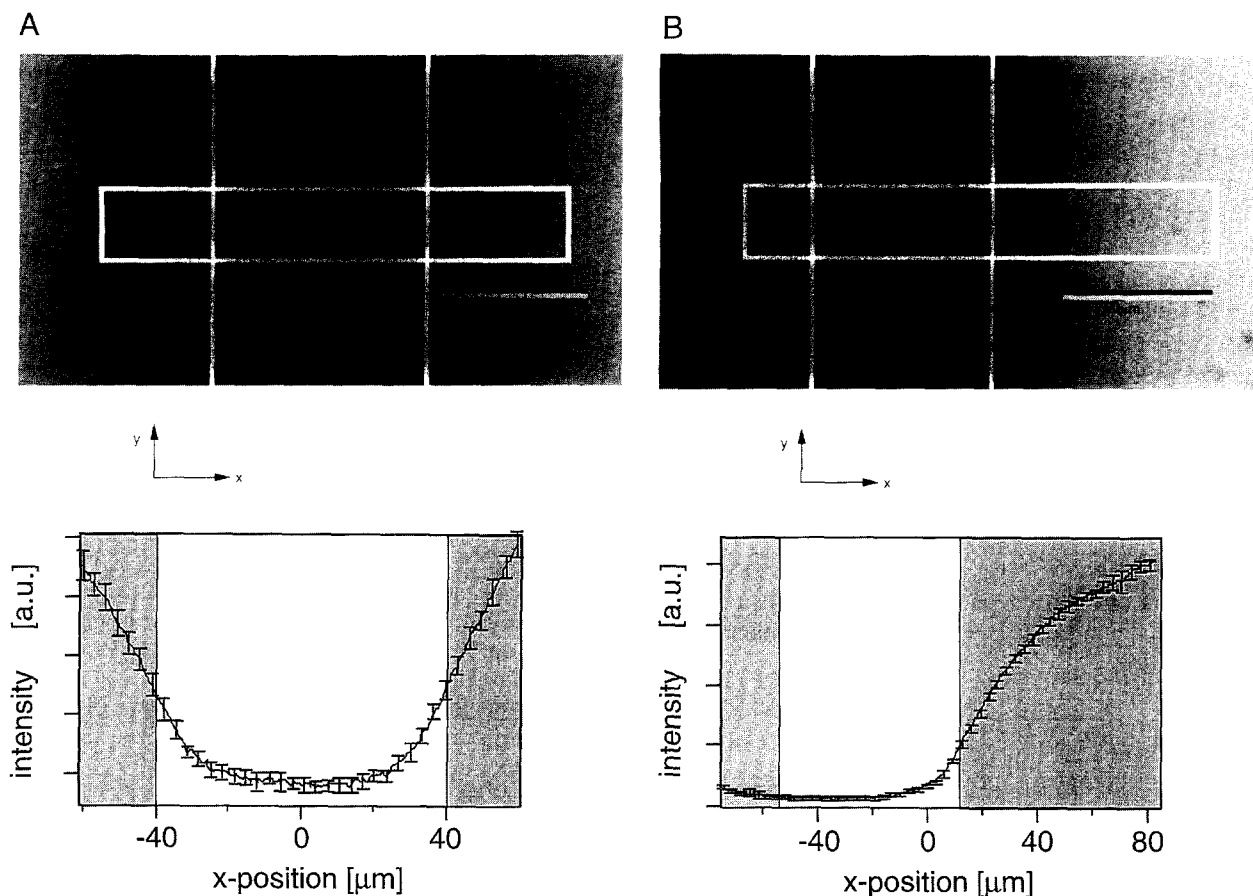 A
B
y
x
y
x
intensity [a.u.]
-40
0
40
x-position [μm]
intensity [a.u.]
-40
0
40
80
x-position [μm]